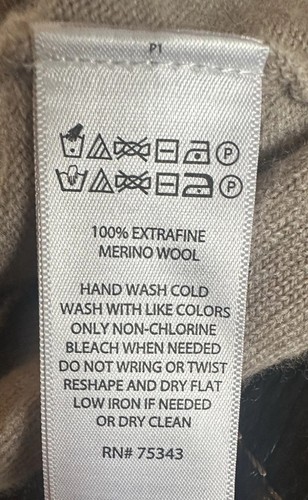 P1
P
P
100% EXTRAFINE
MERINO WOOL
HAND WASH COLD
WASH WITH LIKE COLORS
ONLY NON-CHLORINE
BLEACH WHEN NEEDED
DO NOT WRING OR TWIST
RESHAPE AND DRY FLAT
LOW IRON IF NEEDED
OR DRY CLEAN
RN# 75343